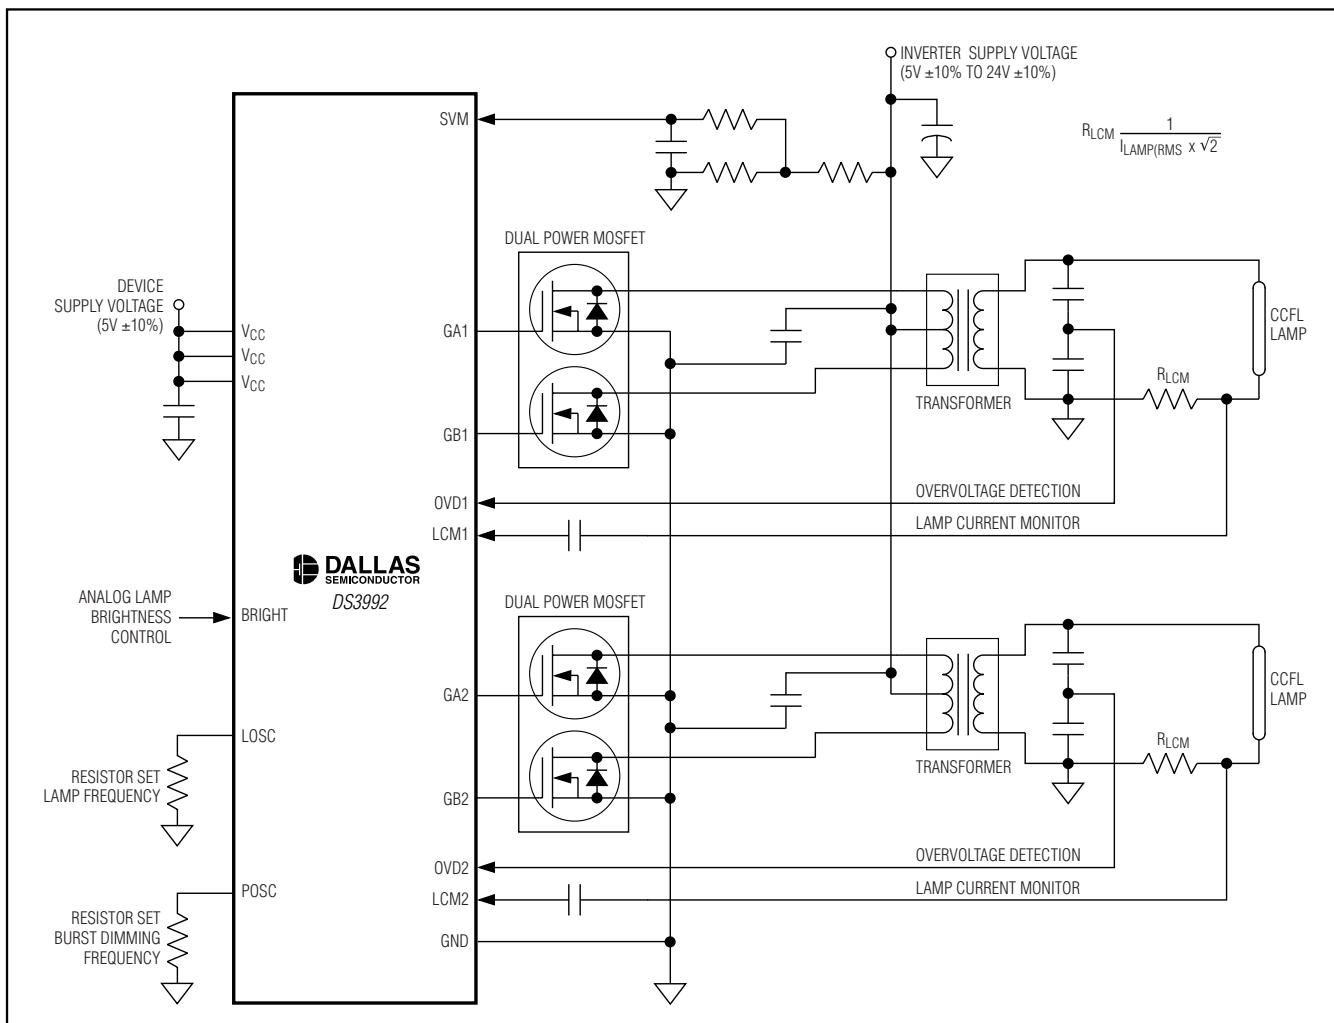 INVERTER SUPPLY VOLTAGE
(5V ±10% TO 24V ±10%)
SVM
R_LCM 1
I_LAMP(RMS x √2
DUAL POWER MOSFET
DEVICE
SUPPLY VOLTAGE
(5V ±10%)
V_CC
V_CC
V_CC
GA1
GB1
TRANSFORMER
R_LCM
CCFL
LAMP
OVD1
OVERVOLTAGE DETECTION
LCM1
LAMP CURRENT MONITOR
DALLAS
SEMICONDUCTOR
DS3992
ANALOG LAMP
BRIGHTNESS
CONTROL
BRIGHT
DUAL POWER MOSFET
GA2
GB2
TRANSFORMER
R_LCM
CCFL
LAMP
LOSC
RESISTOR SET
LAMP FREQUENCY
OVD2
OVERVOLTAGE DETECTION
LCM2
LAMP CURRENT MONITOR
POSC
RESISTOR SET
BURST DIMMING
FREQUENCY
GND